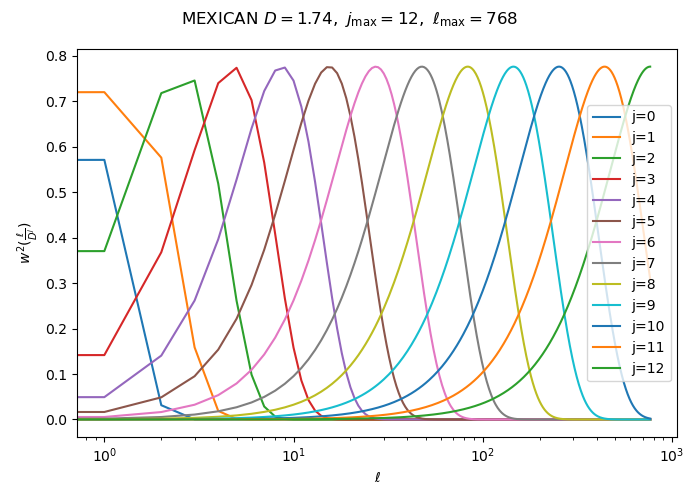 MEXICAN D = 1.74, j_max = 12, ℓ_max = 768
0.8
0.7
0.6
0.5
0.4
0.3
0.2
0.1
0.0
w²(ℓ/Dʲ)
j=0
j=1
j=2
j=3
j=4
j=5
j=6
j=7
j=8
j=9
j=10
j=11
j=12
10⁰ 10¹ 10² 10³
ℓ